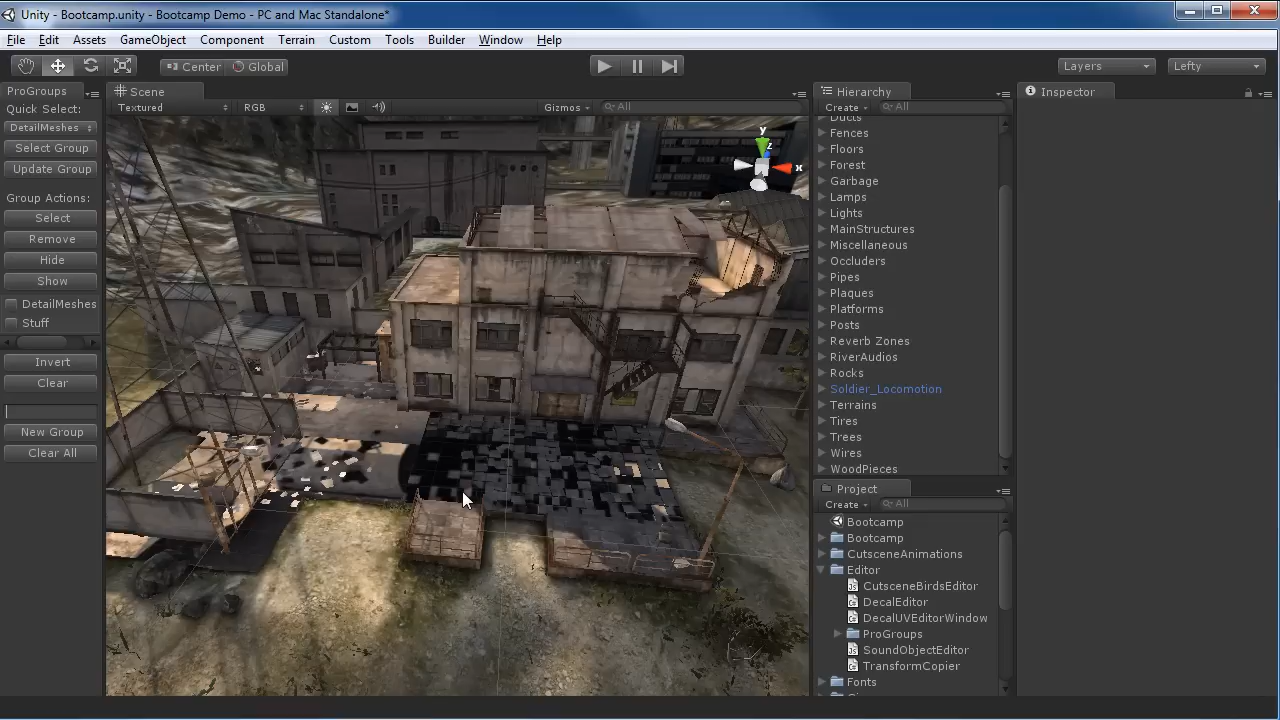 Unity - Bootcamp.unity - Bootcamp Demo - PC and Mac Standalone*
File Edit Assets GameObject Component Terrain Custom Tools Builder Window Help
Center Global Layers Lefty
ProGroups
Quick Select:
DetailMeshes
Select Group
Update Group
Group Actions:
Select
Remove
Hide
Show
DetailMeshes
Stuff
Invert
Clear
New Group
Clear All
Scene
Textured RGB Gizmos All
y
z
x
Hierarchy
Create All
Ducts
Fences
Floors
Forest
Garbage
Lamps
Lights
MainStructures
Miscellaneous
Occluders
Pipes
Plaques
Platforms
Posts
Reverb Zones
RiverAudios
Rocks
Soldier_Locomotion
Terrains
Tires
Trees
Wires
WoodPieces
Project
Create All
Bootcamp
Bootcamp
CutsceneAnimations
Editor
CutsceneBirdsEditor
DecalEditor
DecalUVEditorWindow
ProGroups
SoundObjectEditor
TransformCopier
Fonts
Inspector